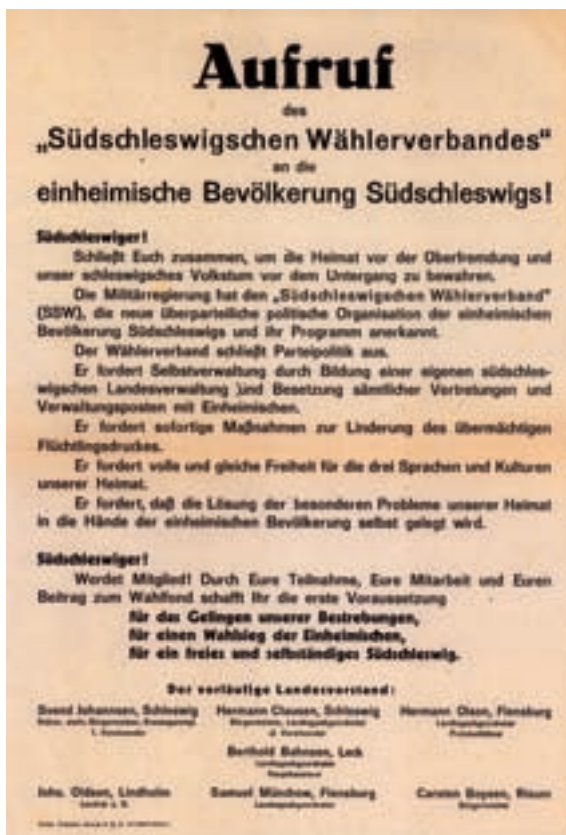 Aufruf
des
„Südschleswigschen Wählerverbandes"
an die
einheimische Bevölkerung Südschleswigs!
Südschleswiger!
Schließt Euch zusammen, um die Heimat vor der Überfremdung und
unser schleswigsches Volkstum vor dem Untergang zu bewahren.
Die Militärregierung hat den „Südschleswigschen Wählerverband"
(SSW), die neue überparteiliche politische Organisation der einheimischen
Bevölkerung Südschleswigs und ihr Programm anerkannt.
Der Wählerverband schließt Parteipolitik aus.
Er fordert Selbstverwaltung durch Bildung einer eigenen südschles-
wigschen Landesverwaltung und Besetzung sämtlicher Vertretungen und
Verwaltungsposten mit Einheimischen.
Er fordert sofortige Maßnahmen zur Linderung des übermächtigen
Flüchtlingsdruckes.
Er fordert volle und gleiche Freiheit für die drei Sprachen und Kulturen
unserer Heimat.
Er fordert, daß die Lösung der besonderen Probleme unserer Heimat
in die Hände der einheimischen Bevölkerung selbst gelegt wird.
Südschleswiger!
Werdet Mitglied! Durch Eure Teilnahme, Eure Mitarbeit und Euren
Beitrag zum Wahlfond schafft Ihr die erste Voraussetzung
für das Gelingen unserer Bestrebungen,
für einen Wahlsieg der Einheimischen,
für ein freies und selbständiges Südschleswig.
Der vorläufige Landesvorstand:
Svend Johannsen, Schleswig Hermann Clausen, Schleswig Hermann Olson, Flensburg
Berthold Bahnsen, Leck
Johs. Oldsen, Lindholm Samuel Münchow, Flensburg Carsten Boysen, Risum